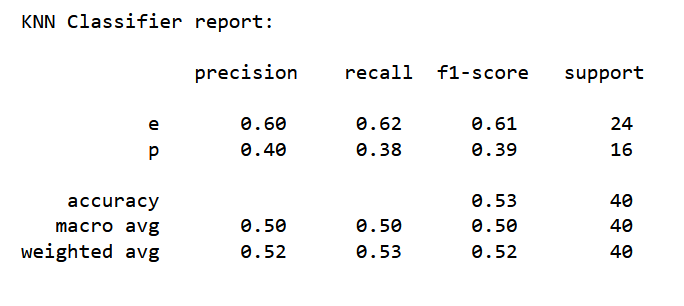 KNN Classifier report:
precision recall f1-score support
e 0.60 0.62 0.61 24
p 0.40 0.38 0.39 16
accuracy 0.53 40
macro avg 0.50 0.50 0.50 40
weighted avg 0.52 0.53 0.52 40